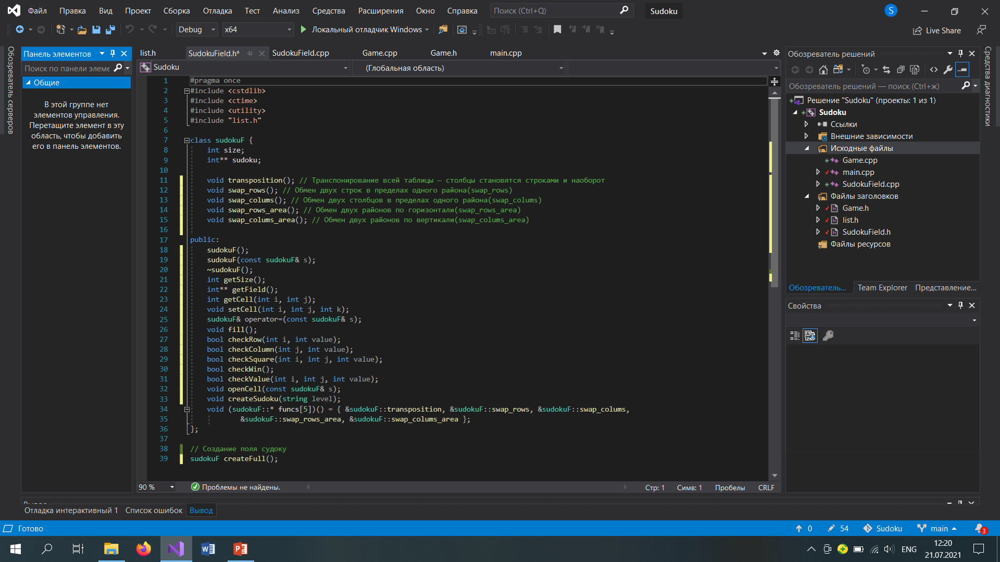 Файл Правка Вид Проект Сборка Отладка Тест Анализ Средства Расширения Окно Справка Поиск (Ctrl+Q) Sudoku S
Debug x64 Локальный отладчик Windows Live Share
Обозреватель серверов
Панель элементов
Поиск по панели элеме
Общие
В этой группе нет
элементов управления.
Перетащите элемент в эту
область, чтобы добавить
его в панель элементов.
list.h SudokuField.h* SudokuField.cpp Game.cpp Game.h main.cpp
Sudoku (Глобальная область)
1 #pragma once
2 #include <cstdlib>
3 #include <ctime>
4 #include <utility>
5 #include "list.h"
6
7 class sudokuF {
8 int size;
9 int** sudoku;
10
11 void transposition(); // Транспонирование всей таблицы – столбцы становятся строками и наоборот
12 void swap_rows(); // Обмен двух строк в пределах одного района(swap_rows)
13 void swap_colums(); // Обмен двух столбцов в пределах одного района(swap_colums)
14 void swap_rows_area(); // Обмен двух районов по горизонтали(swap_rows_area)
15 void swap_colums_area(); // Обмен двух районов по вертикали(swap_colums_area)
16
17 public:
18 sudokuF();
19 sudokuF(const sudokuF& s);
20 ~sudokuF();
21 int getSize();
22 int** getField();
23 int getCell(int i, int j);
24 void setCell(int i, int j, int k);
25 sudokuF& operator=(const sudokuF& s);
26 void fill();
27 bool checkRow(int i, int value);
28 bool checkColumn(int j, int value);
29 bool checkSquare(int i, int j, int value);
30 bool checkWin();
31 bool checkValue(int i, int j, int value);
32 void openCell(const sudokuF& s);
33 void createSudoku(string level);
34 void (sudokuF::* funcs[5])() = { &sudokuF::transposition, &sudokuF::swap_rows, &sudokuF::swap_colums,
35 &sudokuF::swap_rows_area, &sudokuF::swap_colums_area };
36 };
37
38 // Создание поля судоку
39 sudokuF createFull();
90 % Проблемы не найдены. Стр: 1 Симв: 1 Пробелы CRLF
Обозреватель решений
Обозреватель решений — поиск (Ctrl+ж)
Решение "Sudoku" (проекты: 1 из 1)
Sudoku
Ссылки
Внешние зависимости
Исходные файлы
Game.cpp
main.cpp
SudokuField.cpp
Файлы заголовков
Game.h
list.h
SudokuField.h
Файлы ресурсов
Обозреватель... Team Explorer Представление...
Свойства
Средства диагностики
Отладка интерактивный 1 Список ошибок Вывод
Готово 0 54 Sudoku main 3
ENG 12:20
21.07.2021